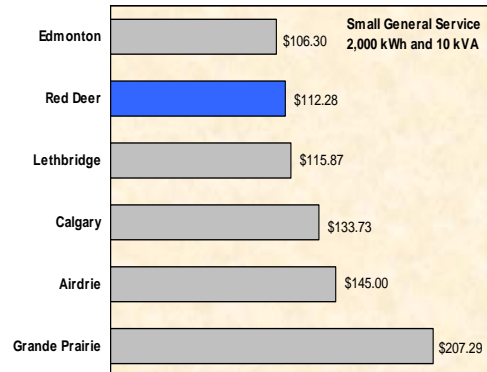 Small General Service
2,000 kWh and 10 kVA
Edmonton $106.30
Red Deer $112.28
Lethbridge $115.87
Calgary $133.73
Airdrie $145.00
Grande Prairie $207.29